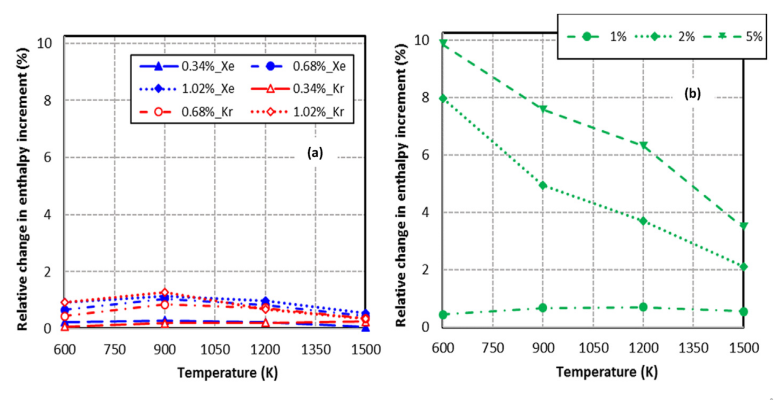 0.34%_Xe 0.68%_Xe
1.02%_Xe 0.34%_Kr
0.68%_Kr 1.02%_Kr
(a)
Relative change in enthalpy increment (%)
10
8
6
4
2
0
600 750 900 1050 1200 1350 1500
Temperature (K)
1% 2% 5%
(b)
Relative change in enthalpy increment (%)
10
8
6
4
2
0
600 750 900 1050 1200 1350 1500
Temperature (K)